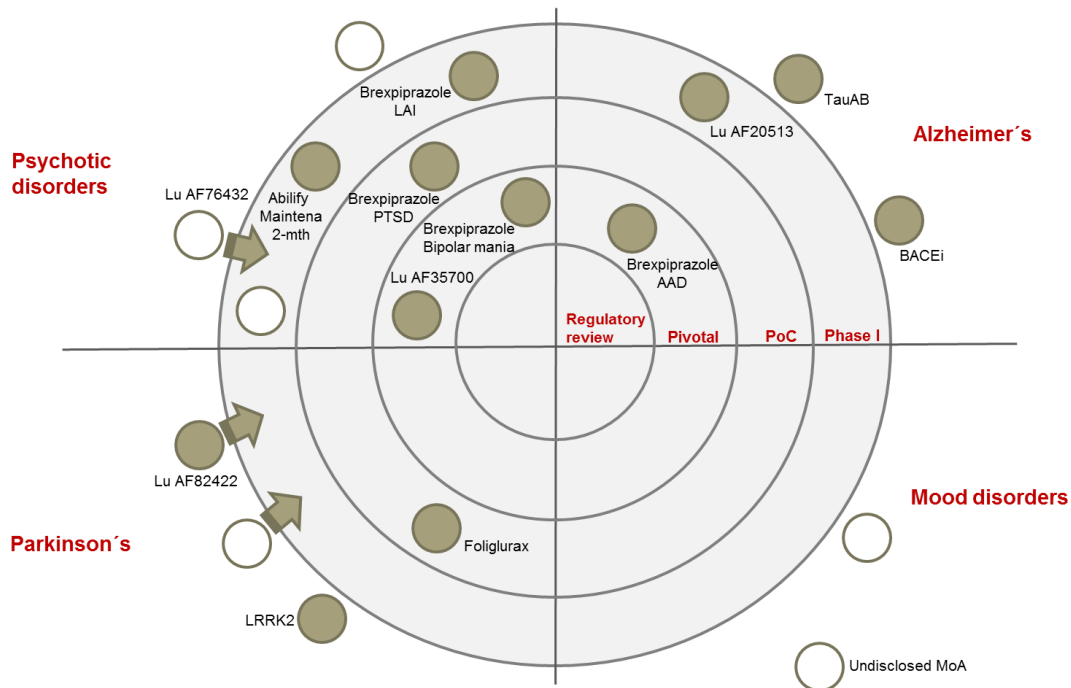 Brexpiprazole
LAI
TauAB
Lu AF20513
Alzheimer´s
Psychotic
disorders
Lu AF76432
Abilify
Maintena
2-mth
Brexpiprazole
PTSD
Brexpiprazole
Bipolar mania
Brexpiprazole
AAD
BACEi
Lu AF35700
Regulatory
review
Pivotal
PoC
Phase I
Lu AF82422
Mood disorders
Parkinson´s
Foliglurax
LRRK2
Undisclosed MoA